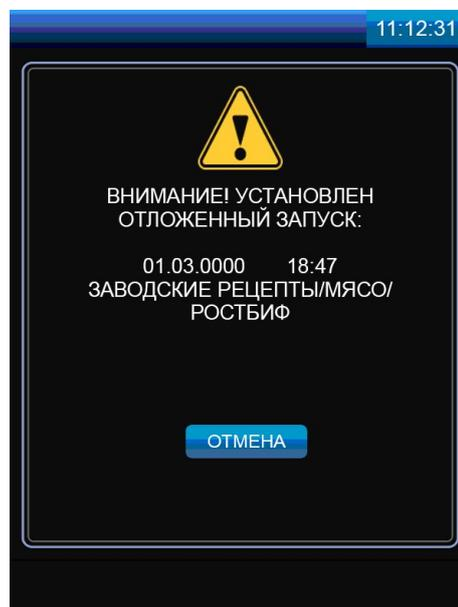 11:12:31
ВНИМАНИЕ! УСТАНОВЛЕН
ОТЛОЖЕННЫЙ ЗАПУСК:
01.03.0000 18:47
ЗАВОДСКИЕ РЕЦЕПТЫ/МЯСО/
РОСТБИФ
ОТМЕНА